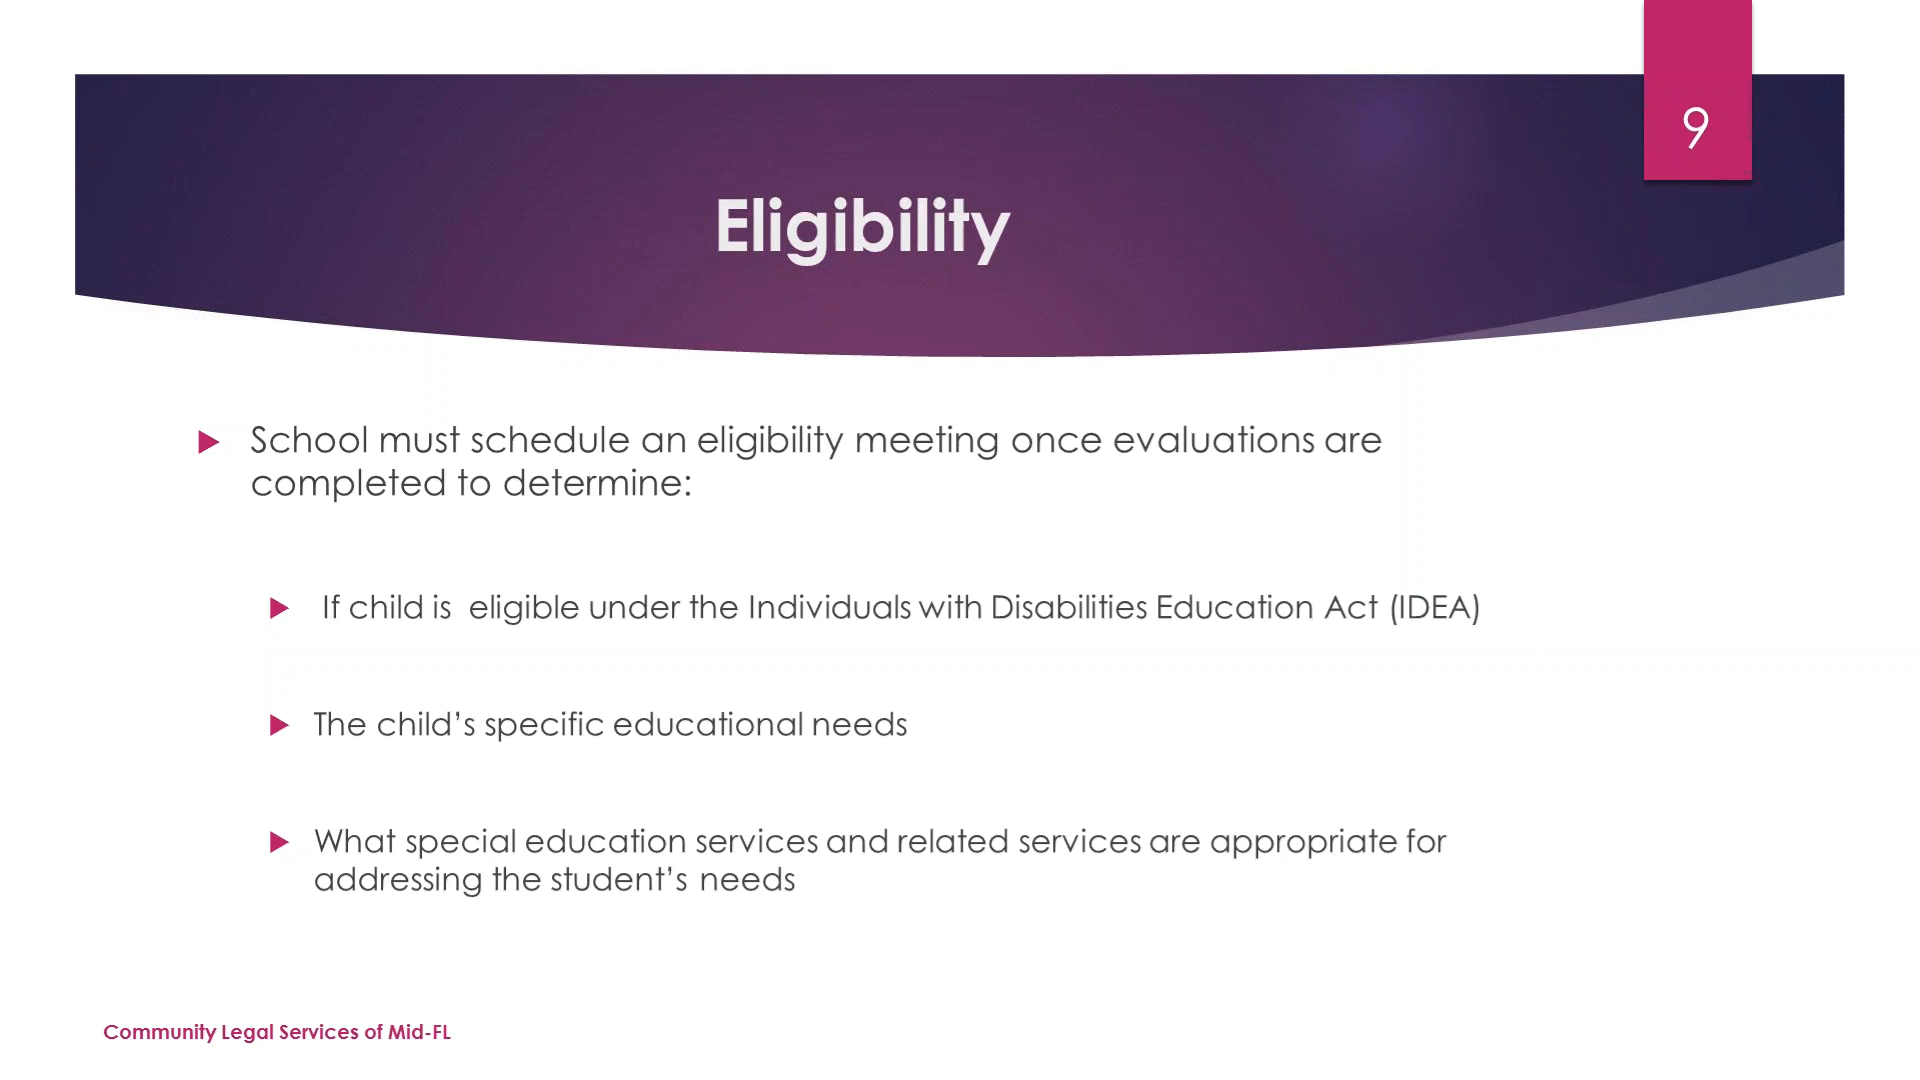 9
Eligibility
School must schedule an eligibility meeting once evaluations are
completed to determine:
If child is  eligible under the Individuals with Disabilities Education Act (IDEA)
The child’s specific educational needs
What special education services and related services are appropriate for
addressing the student’s needs
Community Legal Services of Mid-FL